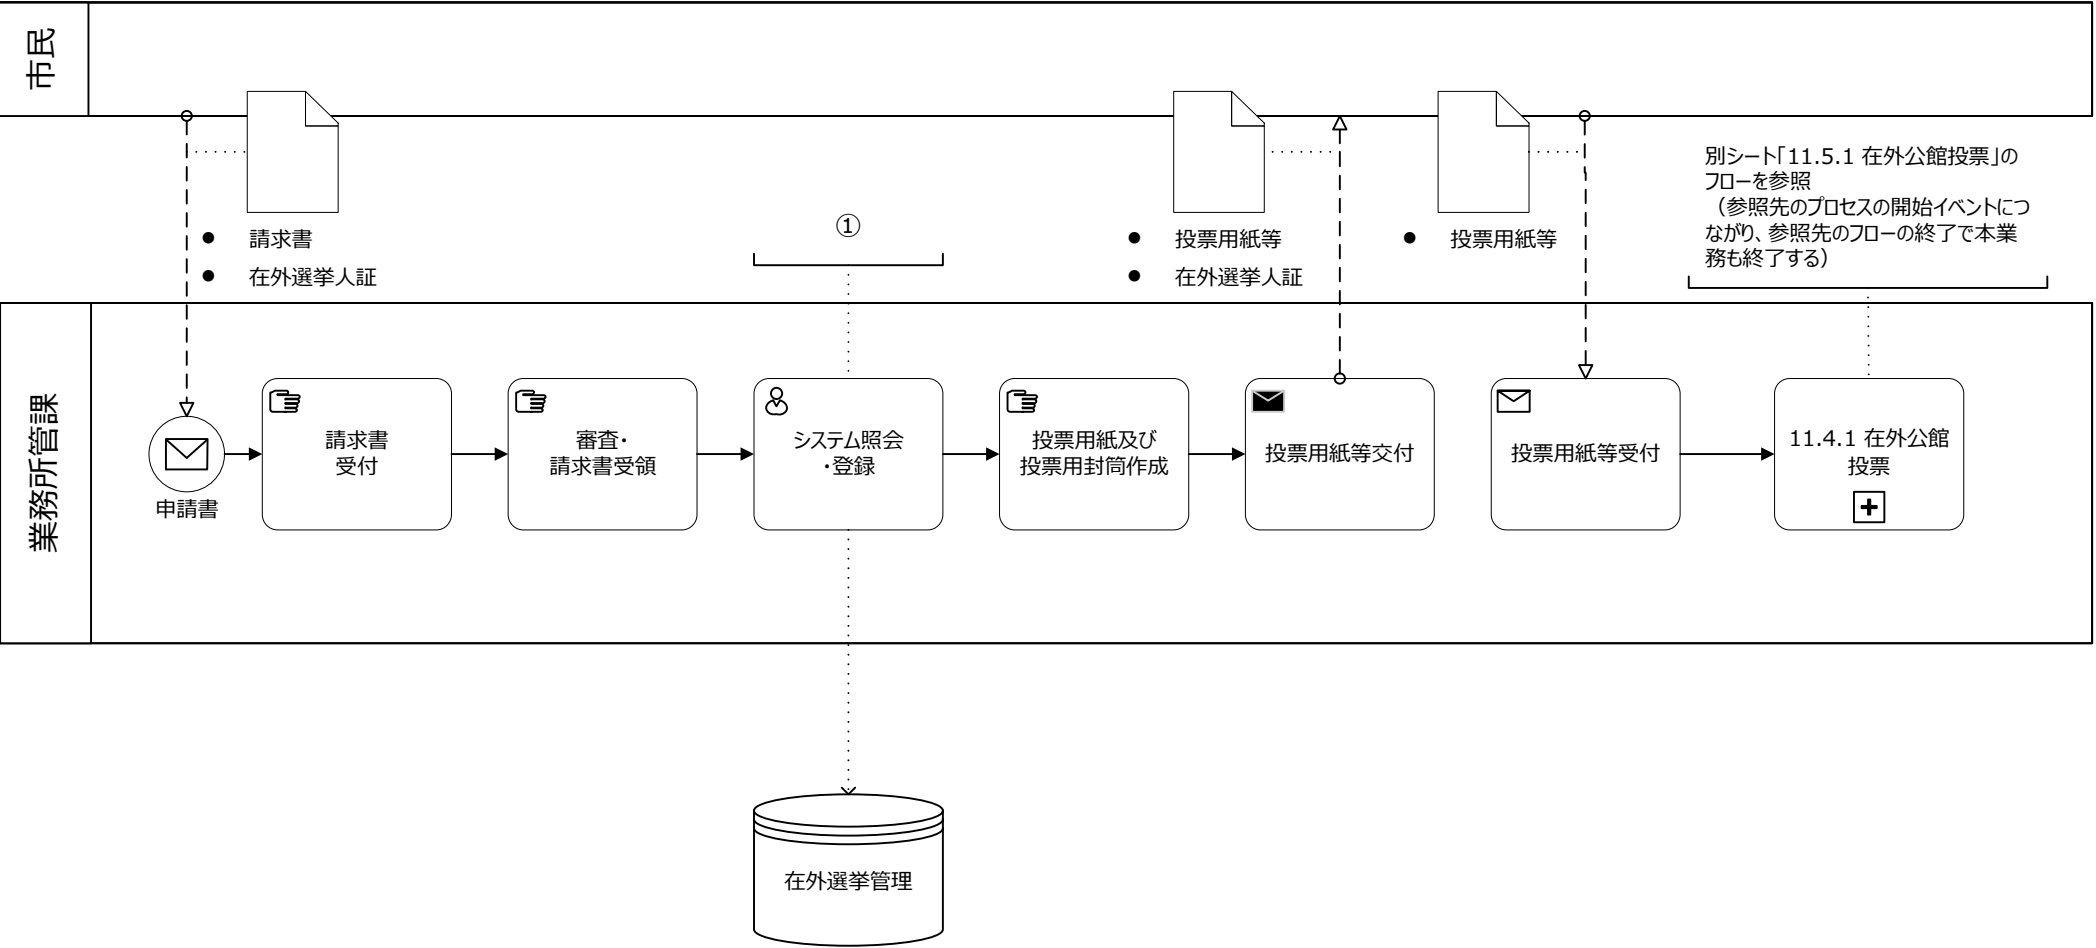 市民
請求書
在外選挙人証
①
投票用紙等
在外選挙人証
投票用紙等
別シート「11.5.1 在外公館投票」の
フローを参照
（参照先のプロセスの開始イベントにつ
ながり、参照先のフローの終了で本業
務も終了する）
業務所管課
申請書
請求書
受付
審査・
請求書受領
システム照会
・登録
投票用紙及び
投票用封筒作成
投票用紙等交付
投票用紙等受付
11.4.1 在外公館
投票
在外選挙管理